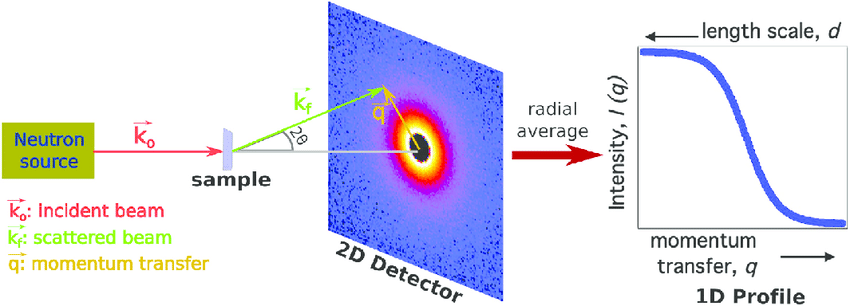 Neutron
source
k₀
sample
k_f
2θ
q
2D Detector
k₀: incident beam
k_f: scattered beam
q: momentum transfer
radial
average
length scale, d
Intensity, I (q)
momentum
transfer, q
1D Profile